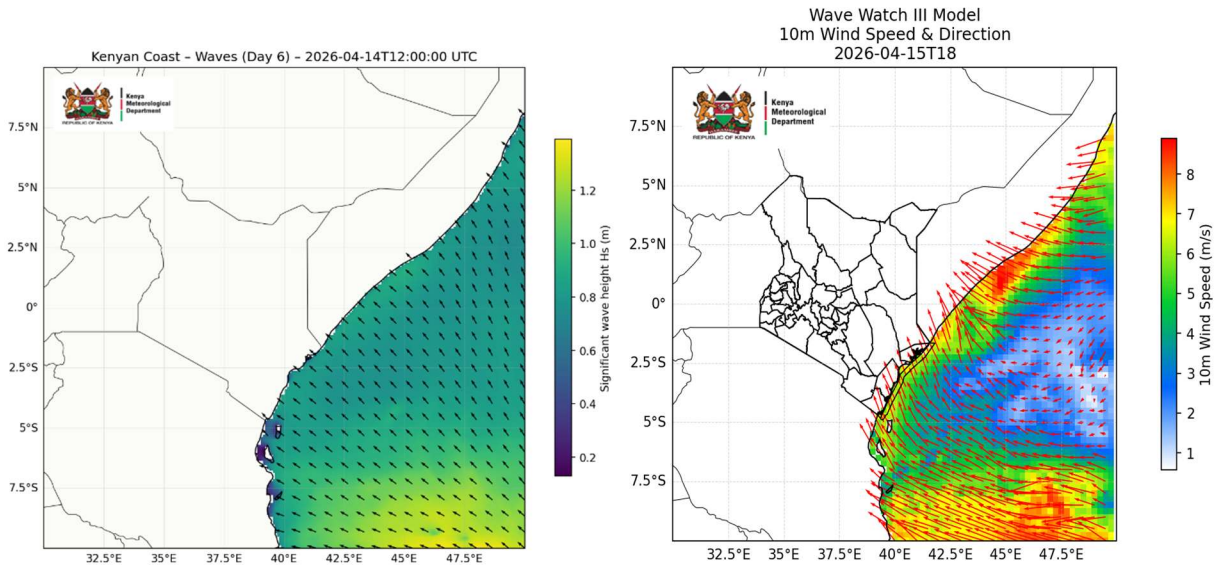 Kenyan Coast – Waves (Day 6) – 2026-04-14T12:00:00 UTC
Kenya
Meteorological
Department
REPUBLIC OF KENYA
7.5°N
5°N
2.5°N
0°
2.5°S
5°S
7.5°S
32.5°E
35°E
37.5°E
40°E
42.5°E
45°E
47.5°E
1.2
1.0
0.8
0.6
0.4
0.2
Significant wave height Hs (m)
Wave Watch III Model
10m Wind Speed & Direction
2026-04-15T18
Kenya
Meteorological
Department
REPUBLIC OF KENYA
7.5°N
5°N
2.5°N
0°
2.5°S
5°S
7.5°S
32.5°E
35°E
37.5°E
40°E
42.5°E
45°E
47.5°E
8
7
6
5
4
3
2
1
10m Wind Speed (m/s)